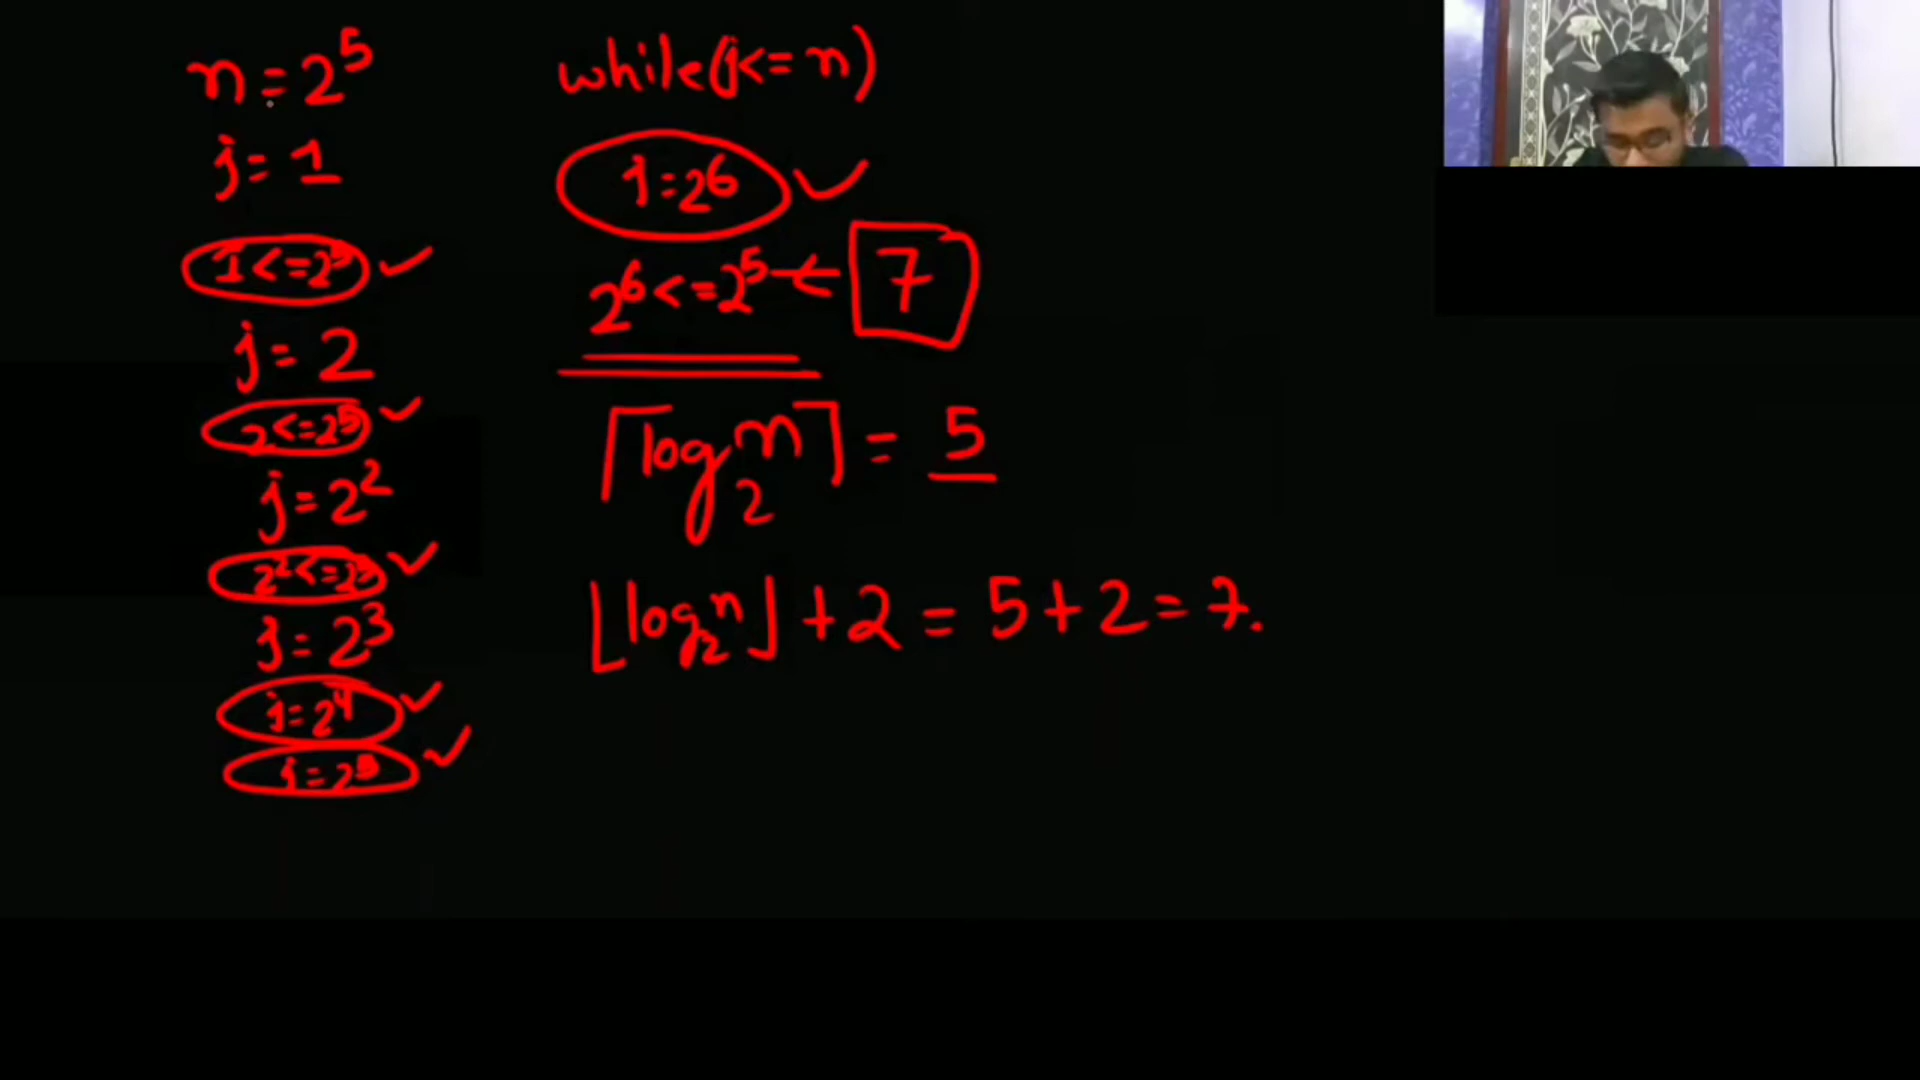 n=2^5
j=1
1<=2^5
j=2
2<=2^5
j=2^2
2^2<=2^5
j=2^3
j=2^4
j=2^5
while(j<=n)
j=2^6
2^6<=2^5 ← 7
⌈log_2 n⌉ = 5
⌊log_2 n⌋+2 = 5+2=7.